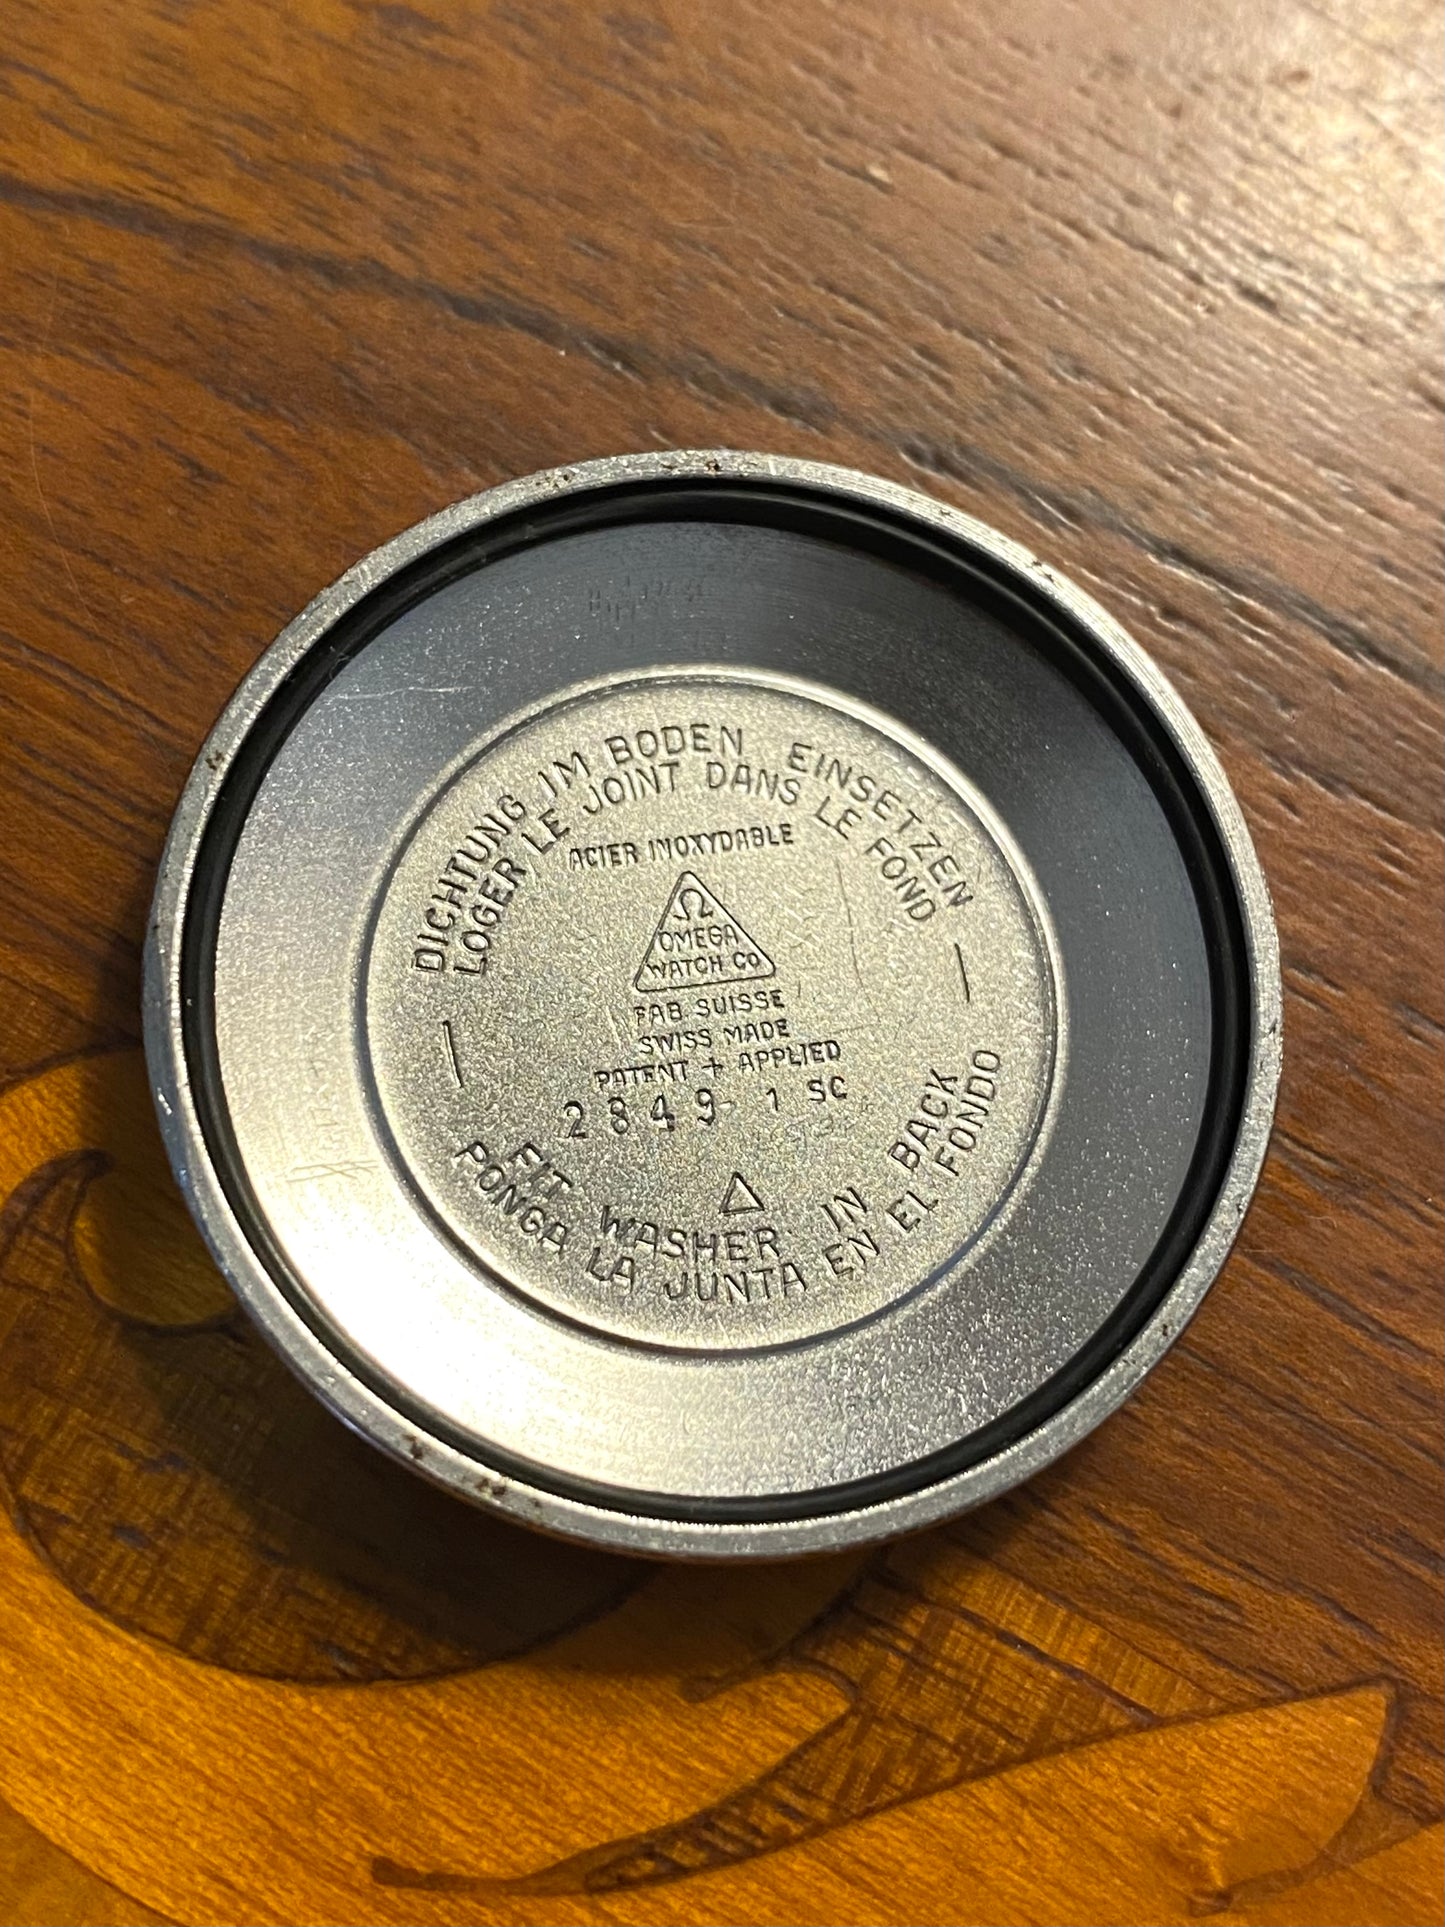 DICHTUNG IM BODEN EINSETZEN
LOGER LE JOINT DANS LE FOND
ACIER INOXYDABLE
Ω
OMEGA
WATCH Co
FAB. SUISSE
SWISS MADE
PATENT + APPLIED
2849-1 SC
FIT WASHER IN BACK
PONGA LA JUNTA EN EL FONDO